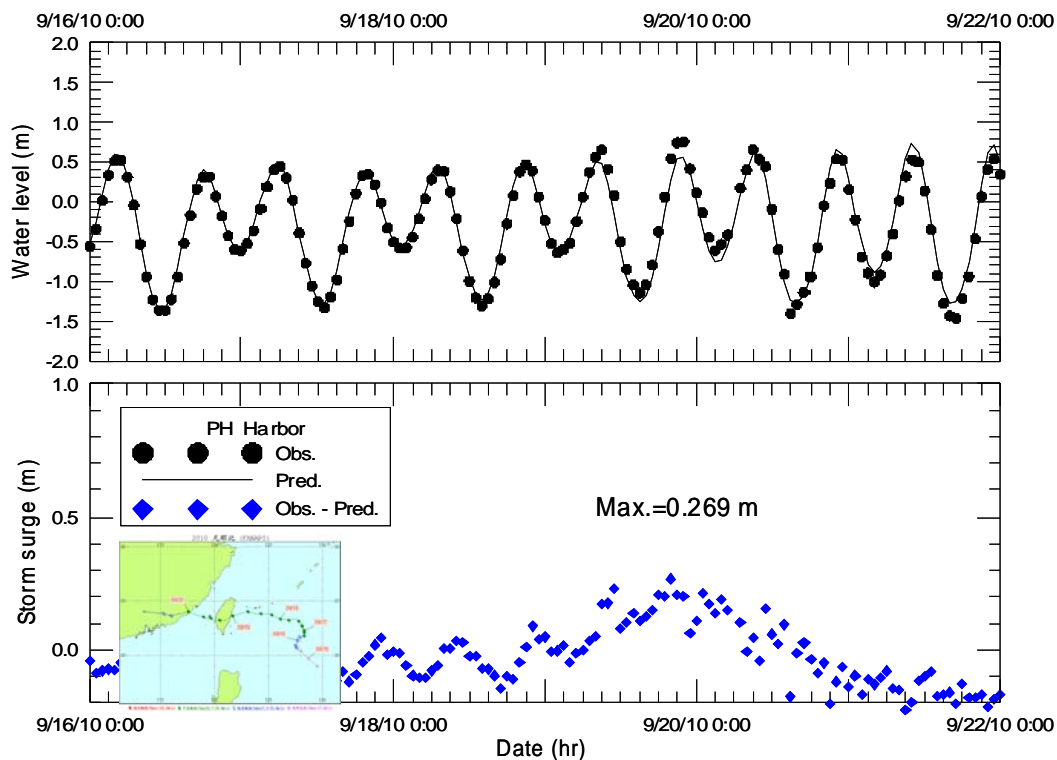 9/16/10 0:00 9/18/10 0:00 9/20/10 0:00 9/22/10 0:00
2.0
1.5
1.0
0.5
0.0
-0.5
-1.0
-1.5
-2.0
Water level (m)
1.0
0.5
0.0
Storm surge (m)
PH Harbor
Obs.
Pred.
Obs. - Pred.
Max.=0.269 m
9/16/10 0:00 9/18/10 0:00 9/20/10 0:00 9/22/10 0:00
Date (hr)